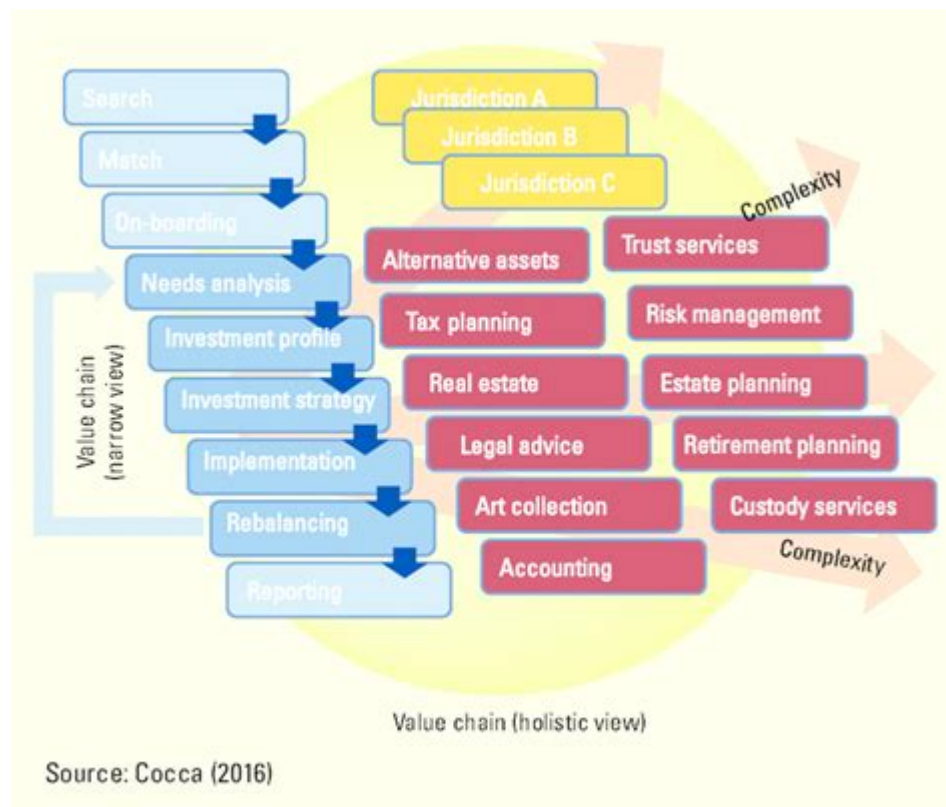 Search
Match
On-boarding
Needs analysis
Investment profile
Investment strategy
Implementation
Rebalancing
Reporting
Value chain
(narrow view)
Jurisdiction A
Jurisdiction B
Jurisdiction C
Complexity
Alternative assets
Trust services
Tax planning
Risk management
Real estate
Estate planning
Legal advice
Retirement planning
Art collection
Custody services
Accounting
Complexity
Value chain (holistic view)
Source: Cocca (2016)